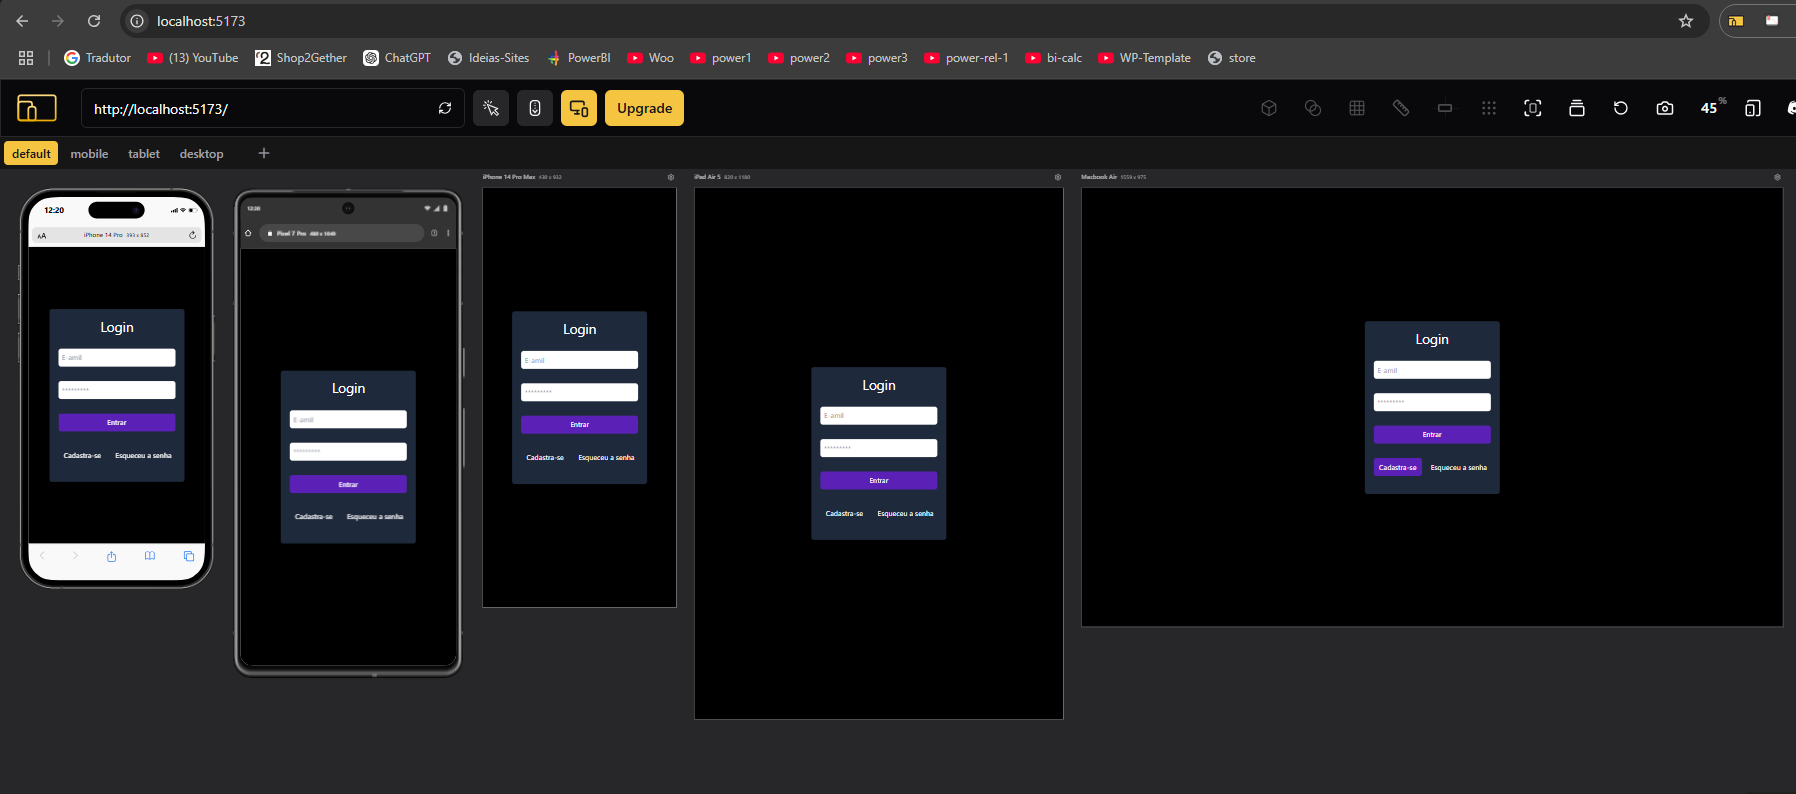 localhost:5173
Tradutor
(13) YouTube
Shop2Gether
ChatGPT
Ideias-Sites
PowerBI
Woo
power1
power2
power3
power-rel-1
bi-calc
WP-Template
store
http://localhost:5173/
Upgrade
45%
default
mobile
tablet
desktop
12:20
AA
iPhone 14 Pro 393 x 852
Login
E-amil
*********
Entrar
Cadastra-se
Esqueceu a senha
12:20
Pixel 7 Pro
Login
E-amil
*********
Entrar
Cadastra-se
Esqueceu a senha
iPhone 14 Pro Max 430 x 932
Login
E-amil
*********
Entrar
Cadastra-se
Esqueceu a senha
iPad Air 5 820 x 1180
Login
E-amil
*********
Entrar
Cadastra-se
Esqueceu a senha
Macbook Air 1559 x 975
Login
E-amil
*********
Entrar
Cadastra-se
Esqueceu a senha